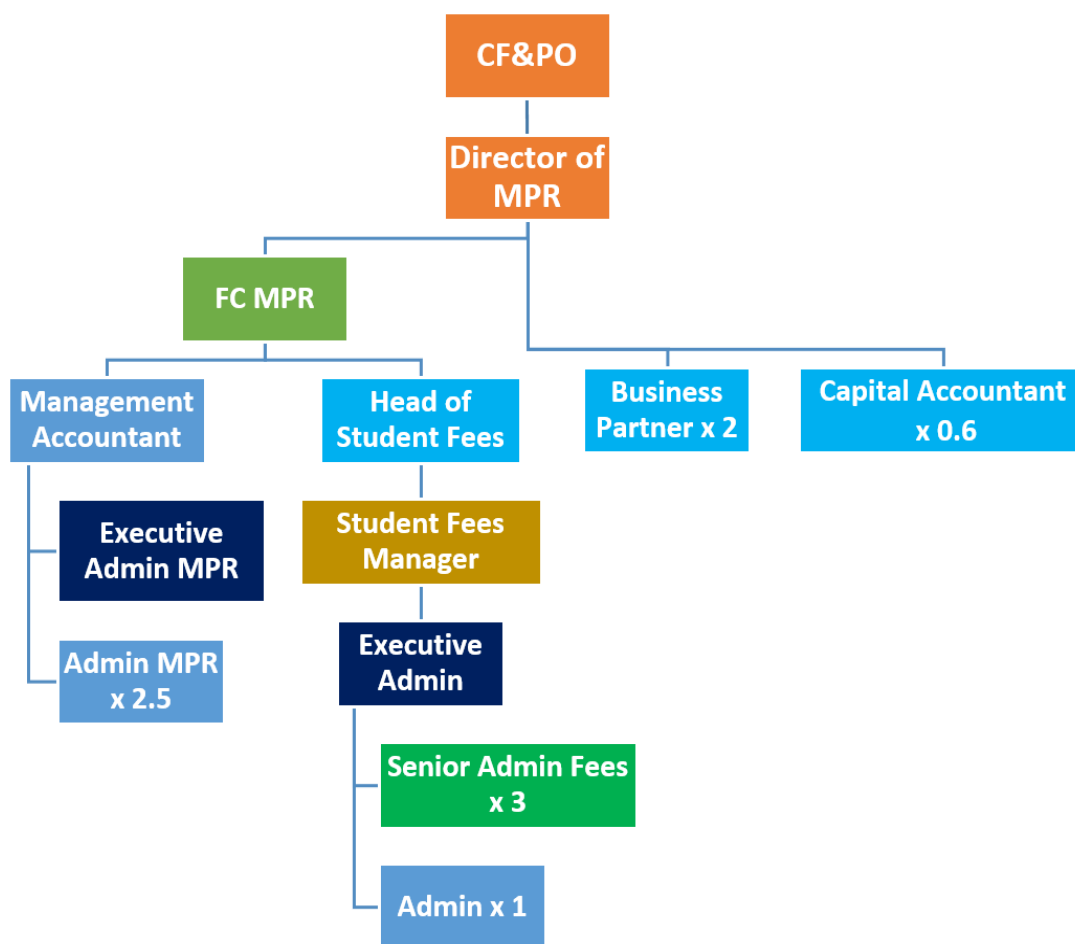 CF&PO
Director of
MPR
FC MPR
Management
Accountant
Head of
Student Fees
Business
Partner x 2
Capital Accountant
x 0.6
Executive
Admin MPR
Student Fees
Manager
Admin MPR
x 2.5
Executive
Admin
Senior Admin Fees
x 3
Admin x 1